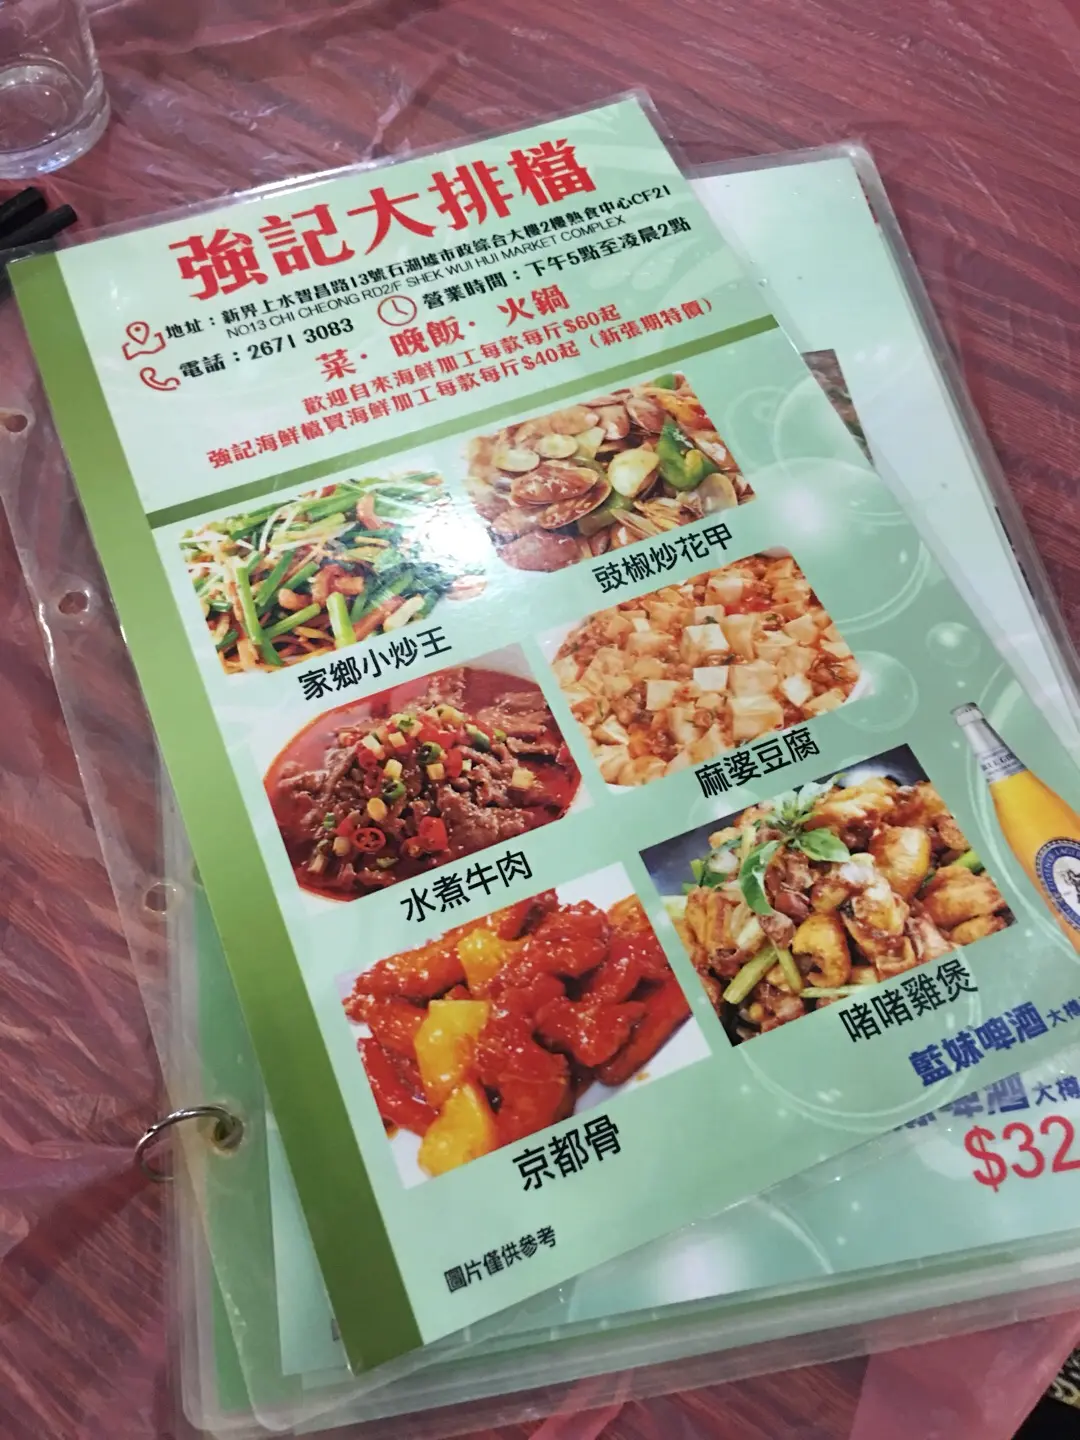 強記大排檔
地址：新界上水智昌路13號石湖墟市政綜合大樓2樓熟食中心CF21
NO13 CHI CHEONG RD2/F SHEK WUI HUI MARKET COMPLEX
電話：2671 3083
營業時間：下午5點至凌晨2點
菜．晚飯．火鍋
歡迎自來海鮮加工每款每斤$60起
強記海鮮檔買海鮮加工每款每斤$40起（新張期特價）
豉椒炒花甲
家鄉小炒王
麻婆豆腐
水煮牛肉
啫啫雞煲
京都骨
藍妹啤酒 大樽
啤酒 大樽
$32
圖片僅供參考